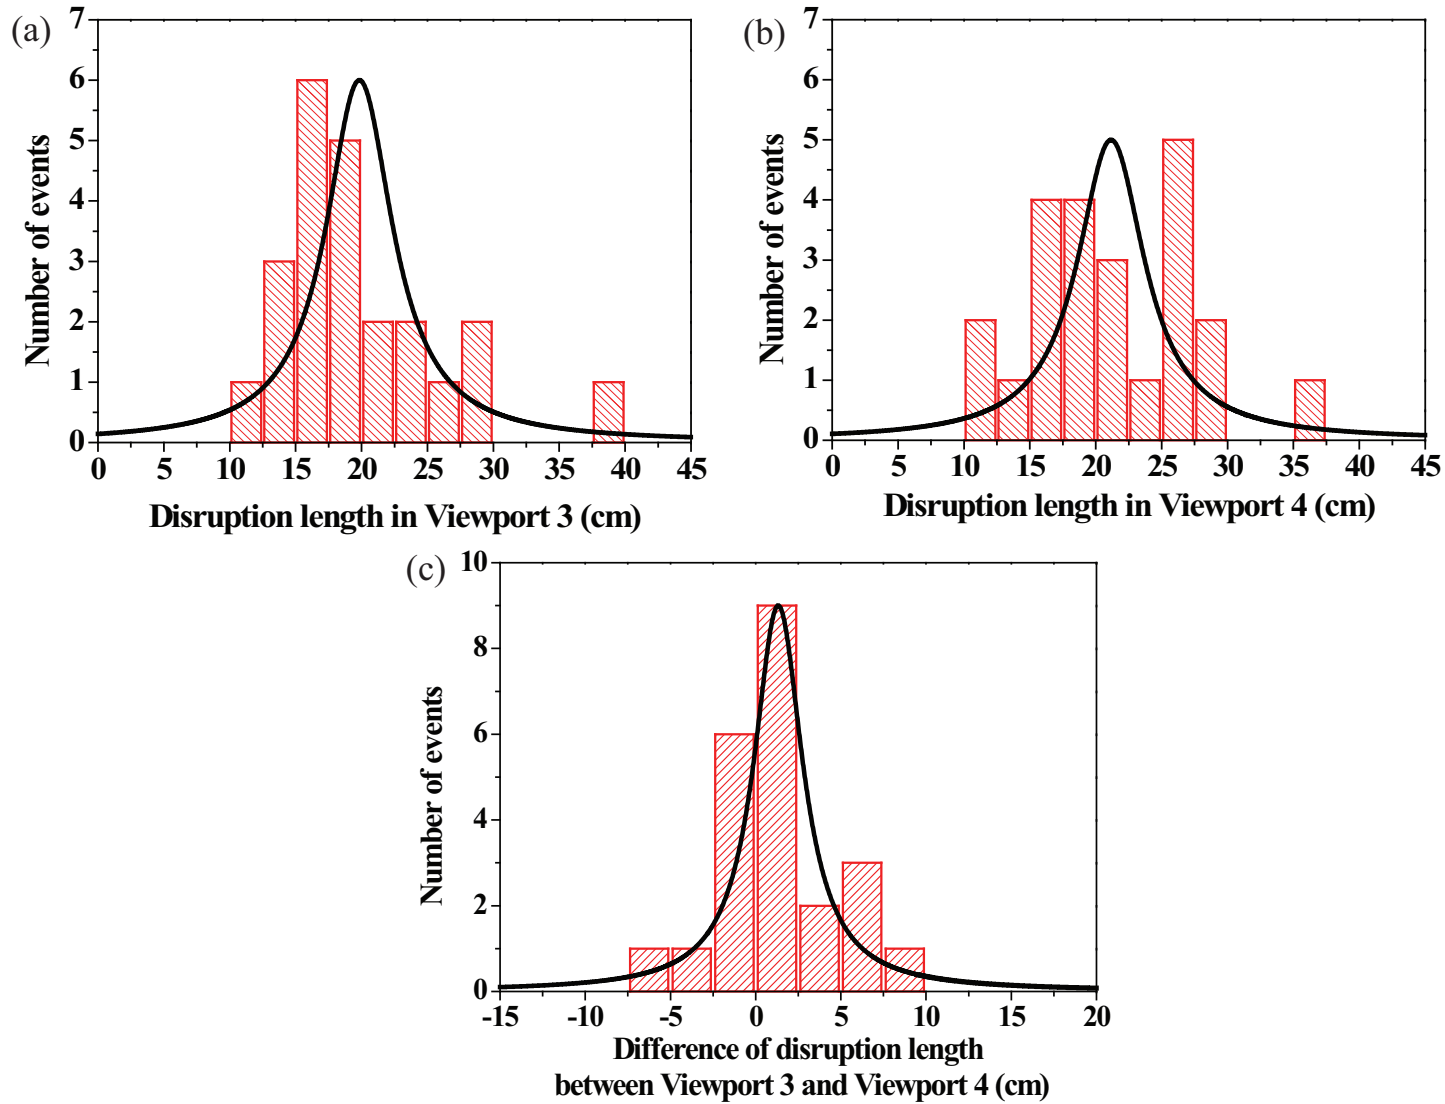 (a)
7
6
5
4
3
2
1
0
Number of events
0 5 10 15 20 25 30 35 40 45
Disruption length in Viewport 3 (cm)
(b)
7
6
5
4
3
2
1
0
Number of events
0 5 10 15 20 25 30 35 40 45
Disruption length in Viewport 4 (cm)
(c)
10
8
6
4
2
0
Number of events
-15 -10 -5 0 5 10 15 20
Difference of disruption length
between Viewport 3 and Viewport 4 (cm)